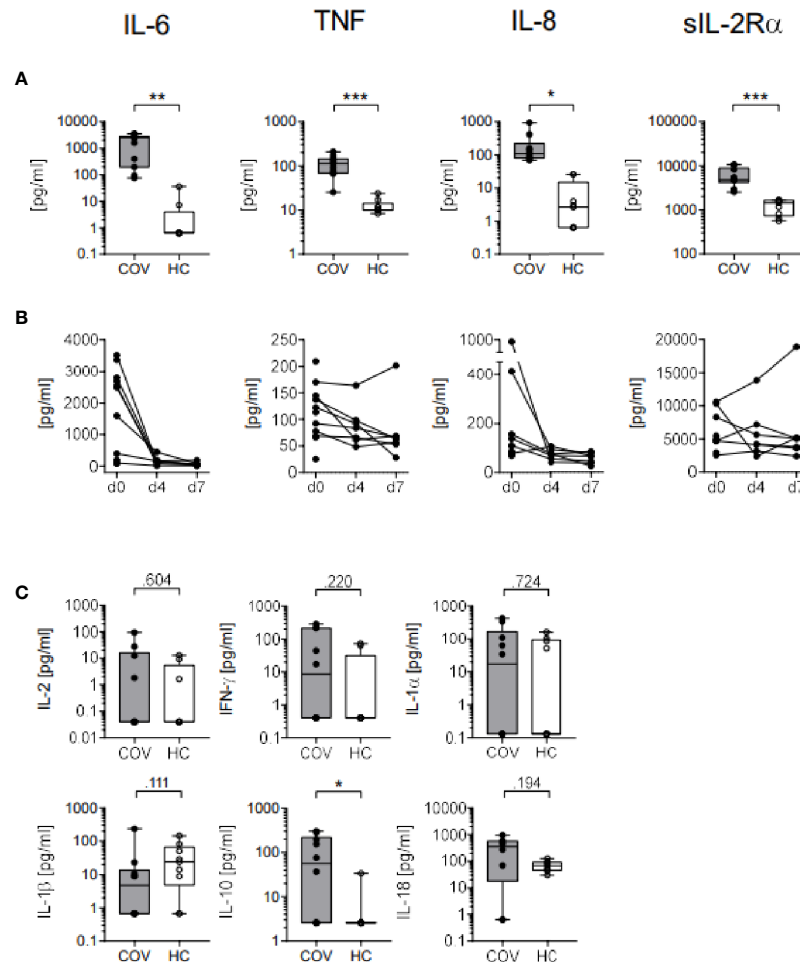 IL-6 TNF IL-8 sIL-2Rα
A
** *** * ***
[pg/ml] 10000 1000 100 10 1 0.1 COV HC
[pg/ml] 1000 100 10 1 COV HC
[pg/ml] 1000 100 10 1 0.1 COV HC
[pg/ml] 100000 10000 1000 100 COV HC
B
[pg/ml] 4000 3000 2000 1000 0 d0 d4 d7
[pg/ml] 250 200 150 100 50 0 d0 d4 d7
[pg/ml] 1000 400 200 0 d0 d4 d7
[pg/ml] 20000 15000 10000 5000 0 d0 d4 d7
C
.604 .220 .724
IL-2 [pg/ml] 1000 100 10 1 0.1 0.01 COV HC
IFN-γ [pg/ml] 1000 100 10 1 0.1 COV HC
IL-1α [pg/ml] 1000 100 10 1 0.1 COV HC
.111 * .194
IL-1β [pg/ml] 1000 100 10 1 0.1 COV HC
IL-10 [pg/ml] 1000 100 10 1 COV HC
IL-18 [pg/ml] 10000 1000 100 10 1 0.1 COV HC